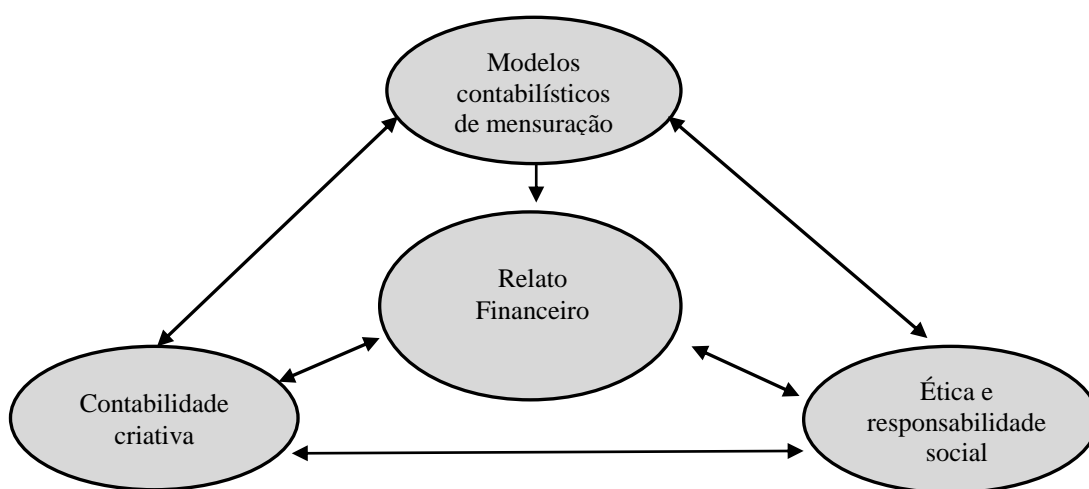 Modelos
contabilísticos
de mensuração
Relato
Financeiro
Contabilidade
criativa
Ética e
responsabilidade
social